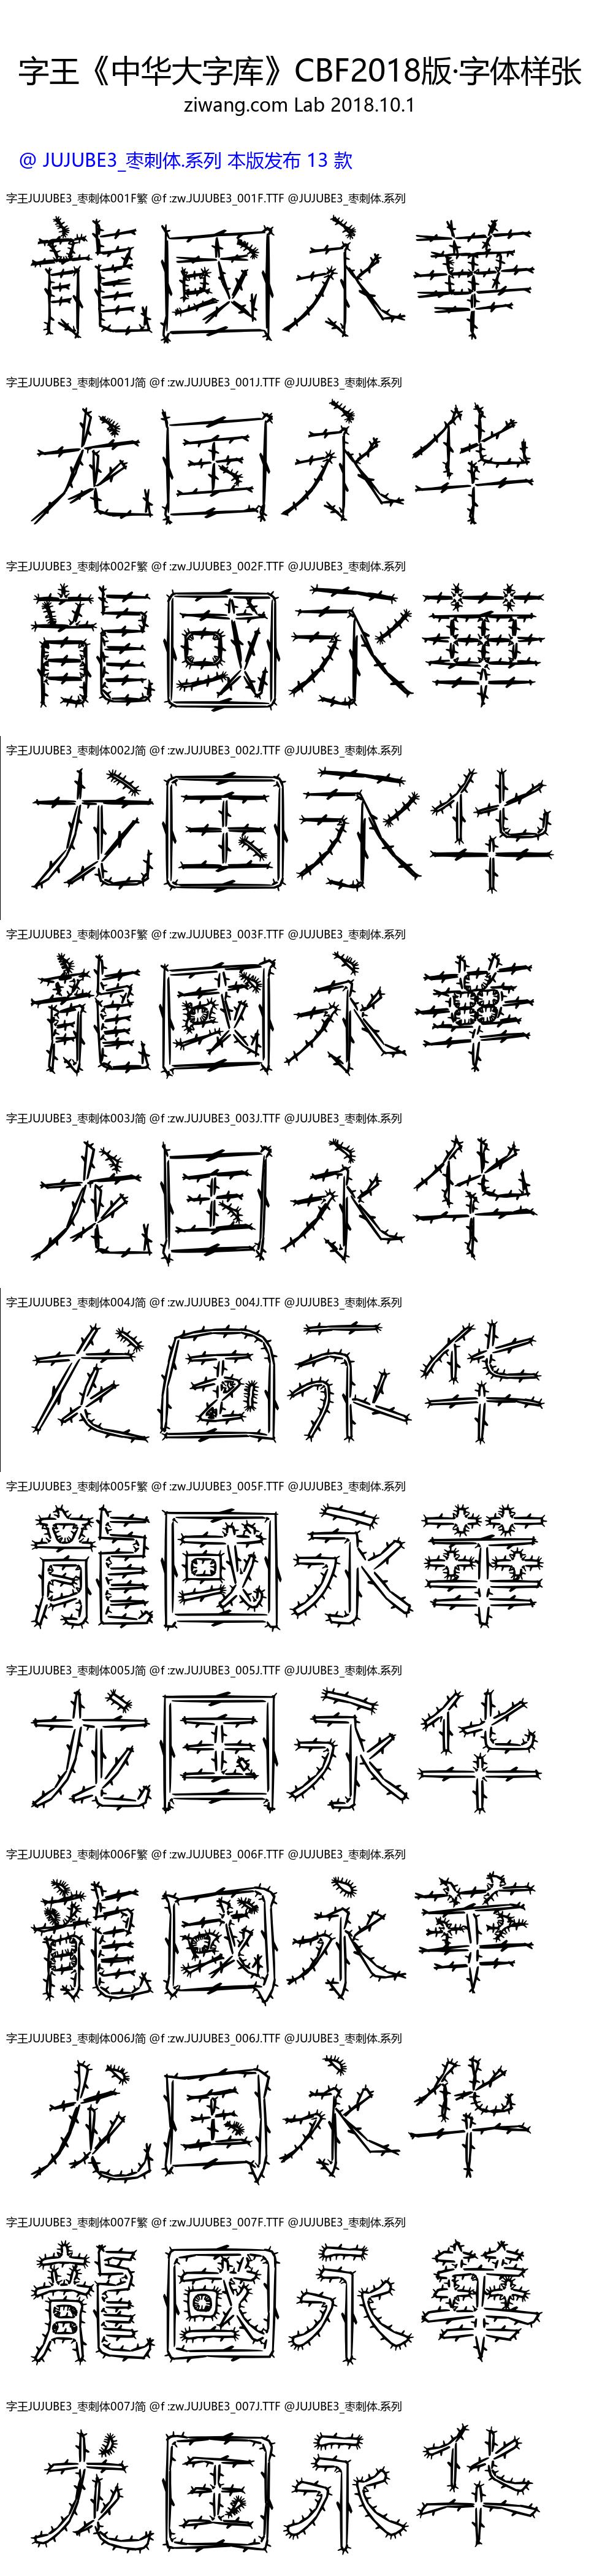 字王《中华大字库》CBF2018版·字体样张
ziwang.com Lab 2018.10.1
@ JUJUBE3_枣刺体.系列 本版发布 13 款
字王JUJUBE3_枣刺体001F繁 @f :zw.JUJUBE3_001F.TTF @JUJUBE3_枣刺体.系列
龍國永華
字王JUJUBE3_枣刺体001J简 @f :zw.JUJUBE3_001J.TTF @JUJUBE3_枣刺体.系列
龙国永华
字王JUJUBE3_枣刺体002F繁 @f :zw.JUJUBE3_002F.TTF @JUJUBE3_枣刺体.系列
龍國永華
字王JUJUBE3_枣刺体002J简 @f :zw.JUJUBE3_002J.TTF @JUJUBE3_枣刺体.系列
龙国永华
字王JUJUBE3_枣刺体003F繁 @f :zw.JUJUBE3_003F.TTF @JUJUBE3_枣刺体.系列
龍國永華
字王JUJUBE3_枣刺体003J简 @f :zw.JUJUBE3_003J.TTF @JUJUBE3_枣刺体.系列
龙国永华
字王JUJUBE3_枣刺体004J简 @f :zw.JUJUBE3_004J.TTF @JUJUBE3_枣刺体.系列
龙国永华
字王JUJUBE3_枣刺体005F繁 @f :zw.JUJUBE3_005F.TTF @JUJUBE3_枣刺体.系列
龍國永華
字王JUJUBE3_枣刺体005J简 @f :zw.JUJUBE3_005J.TTF @JUJUBE3_枣刺体.系列
龙国永华
字王JUJUBE3_枣刺体006F繁 @f :zw.JUJUBE3_006F.TTF @JUJUBE3_枣刺体.系列
龍國永華
字王JUJUBE3_枣刺体006J简 @f :zw.JUJUBE3_006J.TTF @JUJUBE3_枣刺体.系列
龙国永华
字王JUJUBE3_枣刺体007F繁 @f :zw.JUJUBE3_007F.TTF @JUJUBE3_枣刺体.系列
龍國永華
字王JUJUBE3_枣刺体007J简 @f :zw.JUJUBE3_007J.TTF @JUJUBE3_枣刺体.系列
龙国永华